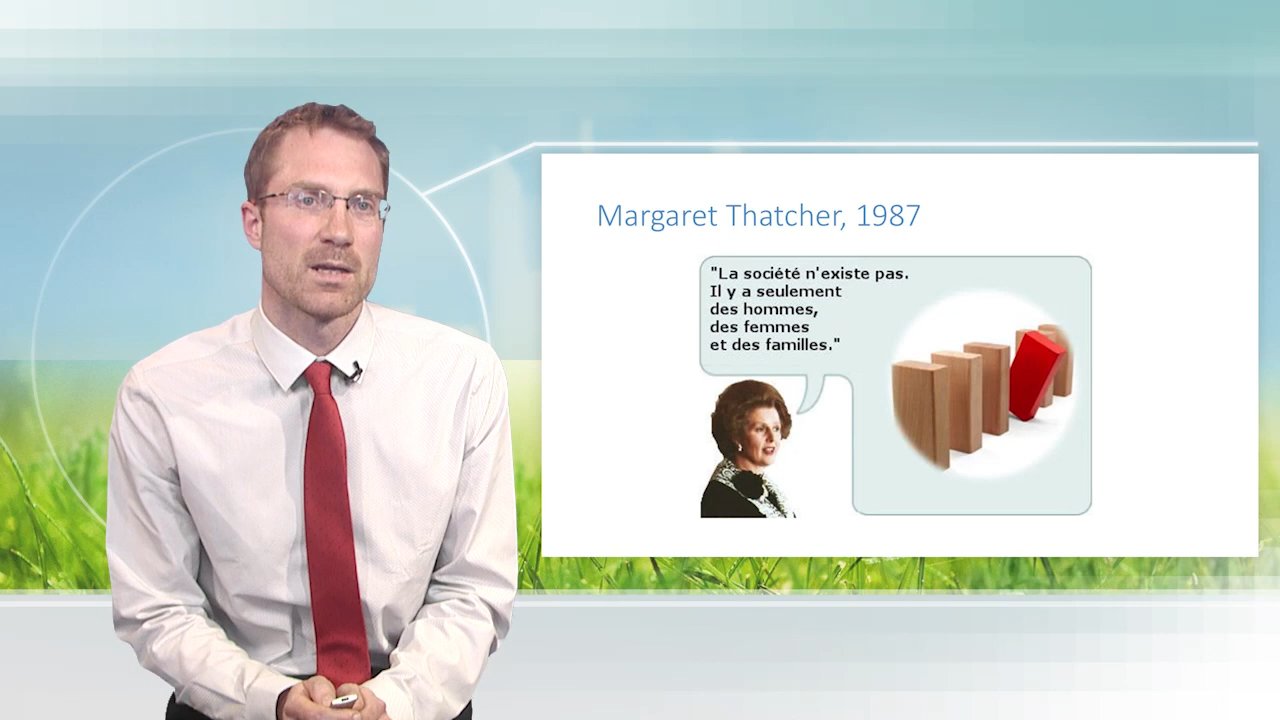 Margaret Thatcher, 1987
"La société n'existe pas.
Il y a seulement
des hommes,
des femmes
et des familles."